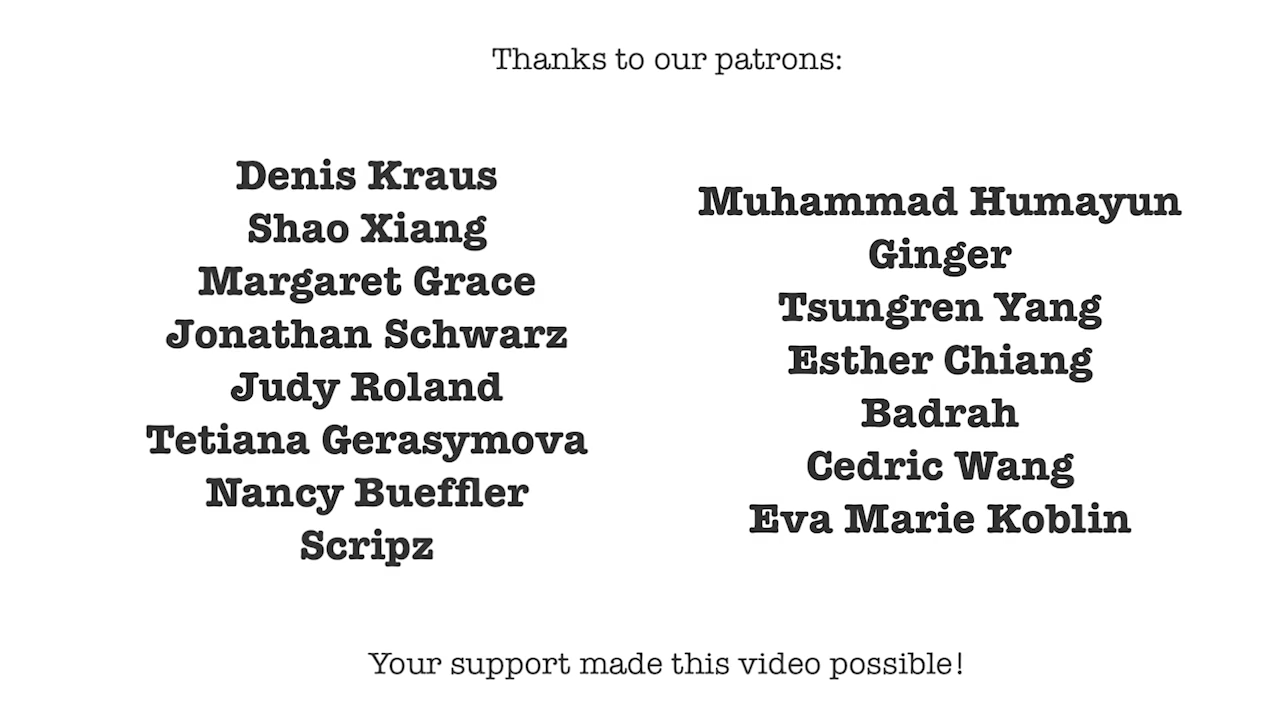 Thanks to our patrons:
Denis Kraus
Shao Xiang
Margaret Grace
Jonathan Schwarz
Judy Roland
Tetiana Gerasymova
Nancy Bueffler
Scripz
Muhammad Humayun
Ginger
Tsungren Yang
Esther Chiang
Badrah
Cedric Wang
Eva Marie Koblin
Your support made this video possible!